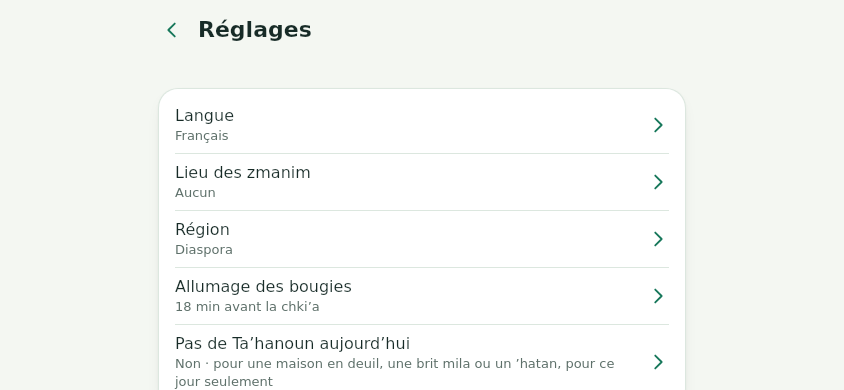 Réglages
Langue
Français
Lieu des zmanim
Aucun
Région
Diaspora
Allumage des bougies
18 min avant la chki’a
Pas de Ta’hanoun aujourd’hui
Non · pour une maison en deuil, une brit mila ou un ’hatan, pour ce
jour seulement